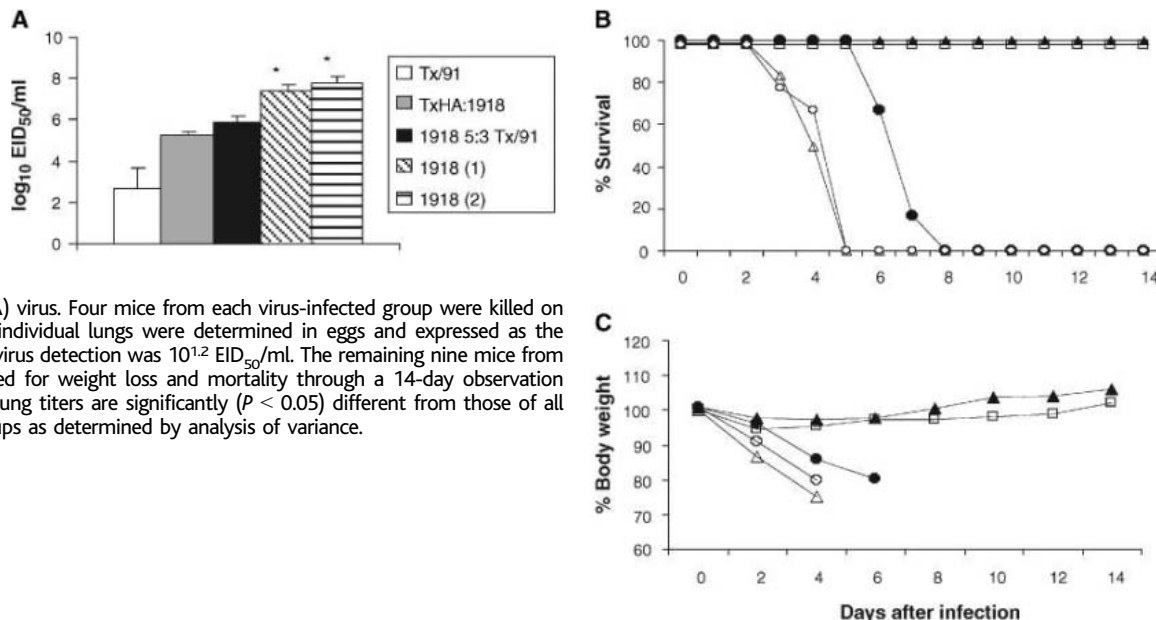 A
10
8
6
4
2
0
log10 EID50/ml
* *
Tx/91
TxHA:1918
1918 5:3 Tx/91
1918 (1)
1918 (2)
A) virus. Four mice from each virus-infected group were killed on
individual lungs were determined in eggs and expressed as the
virus detection was 10^1.2 EID50/ml. The remaining nine mice from
ed for weight loss and mortality through a 14-day observation
ung titers are significantly (P < 0.05) different from those of all
ups as determined by analysis of variance.
B
100
80
60
40
20
0
% Survival
0 2 4 6 8 10 12 14
C
120
110
100
90
80
70
60
% Body weight
0 2 4 6 8 10 12 14
Days after infection